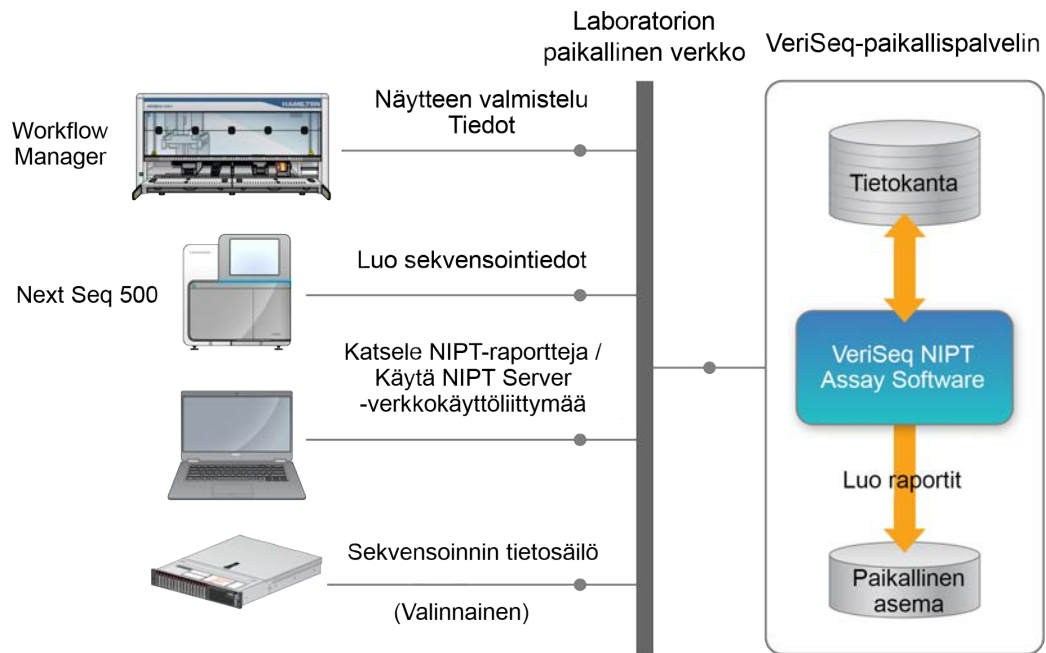 Laboratorion
paikallinen verkko
VeriSeq-paikallispalvelin
Workflow
Manager
HAMILTON
Näytteen valmistelu
Tiedot
Tietokanta
Next Seq 500
Luo sekvensointiedot
Katsele NIPT-raportteja /
Käytä NIPT Server
-verkkokäyttöliittymää
VeriSeq NIPT
Assay Software
Luo raportit
Sekvensoinnin tietosäilö
(Valinnainen)
Paikallinen
asema